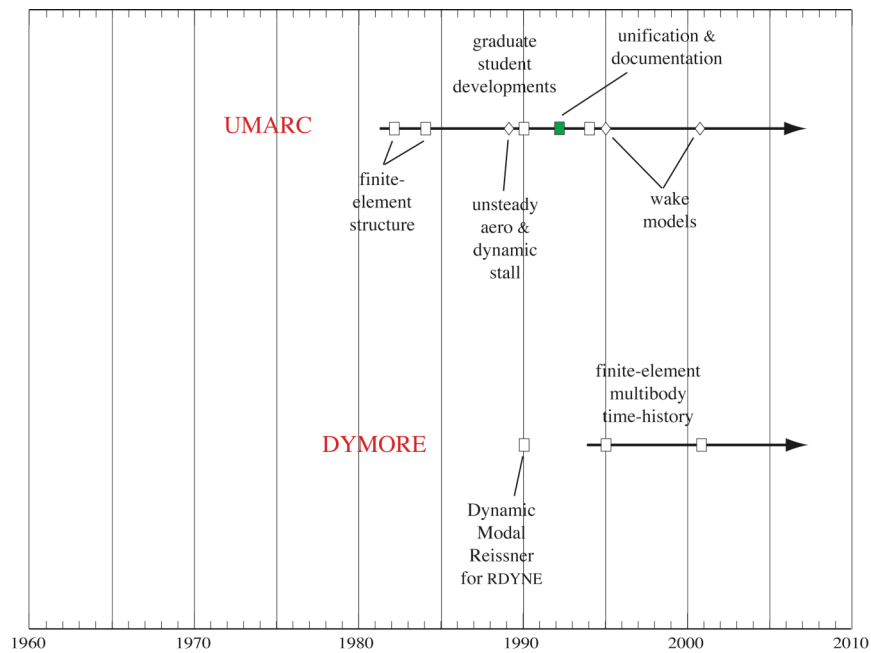 graduate
student
developments
unification &
documentation
UMARC
finite-
element
structure
unsteady
aero &
dynamic
stall
wake
models
finite-element
multibody
time-history
DYMORE
Dynamic
Modal
Reissner
for RDYNE
1960 1970 1980 1990 2000 2010